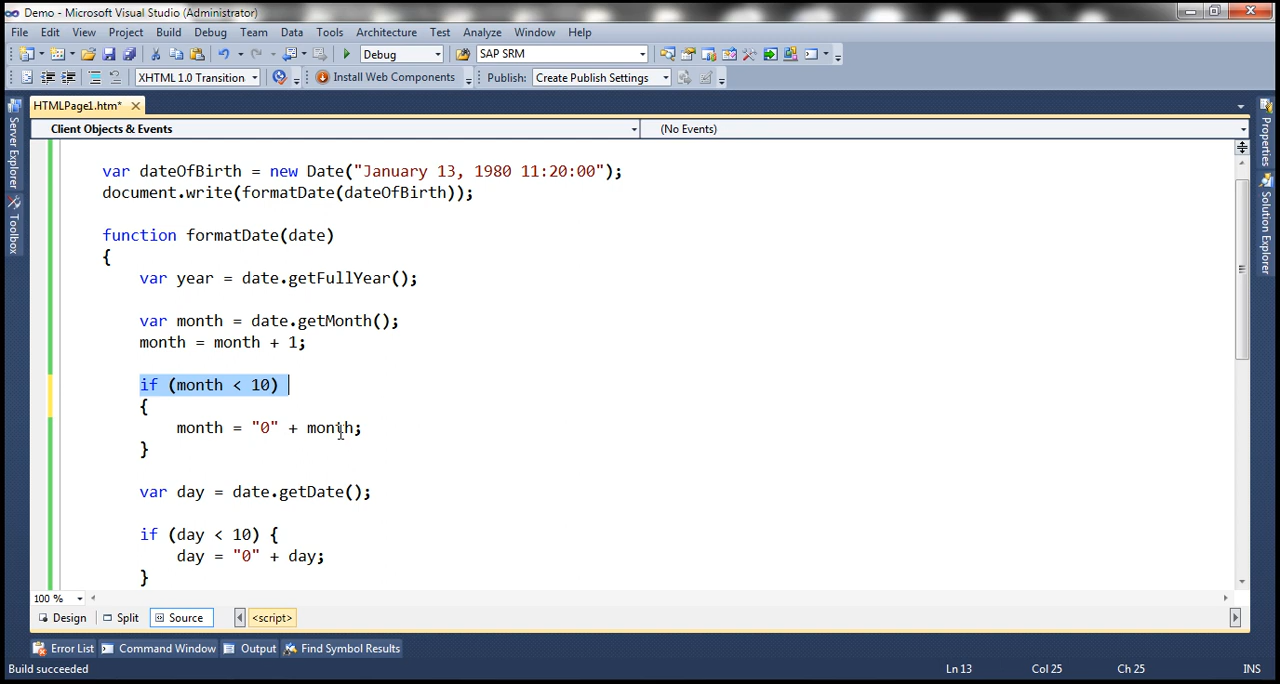 Demo - Microsoft Visual Studio (Administrator)
File Edit View Project Build Debug Team Data Tools Architecture Test Analyze Window Help
Debug SAP SRM
XHTML 1.0 Transition Install Web Components Publish: Create Publish Settings
HTMLPage1.htm*
Client Objects & Events (No Events)
Server Explorer
Toolbox
Properties
Solution Explorer
var dateOfBirth = new Date("January 13, 1980 11:20:00");
document.write(formatDate(dateOfBirth));
function formatDate(date)
{
var year = date.getFullYear();
var month = date.getMonth();
month = month + 1;
if (month < 10)
{
month = "0" + month;
}
var day = date.getDate();
if (day < 10) {
day = "0" + day;
}
100 %
Design Split Source <script>
Error List Command Window Output Find Symbol Results
Build succeeded Ln 13 Col 25 Ch 25 INS